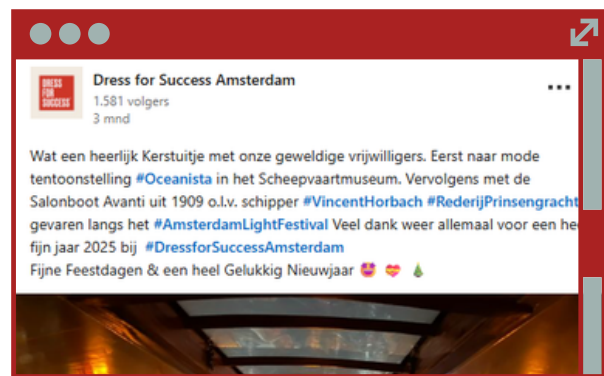 DRESS
FOR
SUCCESS
Dress for Success Amsterdam
1.581 volgers
3 mnd
Wat een heerlijk Kerstuitje met onze geweldige vrijwilligers. Eerst naar mode
tentoonstelling #Oceanista in het Scheepvaartmuseum. Vervolgens met de
Salonboot Avanti uit 1909 o.l.v. schipper #VincentHorbach #RederijPrinsengracht
gevaren langs het #AmsterdamLightFestival Veel dank weer allemaal voor een
fijn jaar 2025 bij #DressforSuccessAmsterdam
Fijne Feestdagen & een heel Gelukkig Nieuwjaar 🤩 💝 🎄